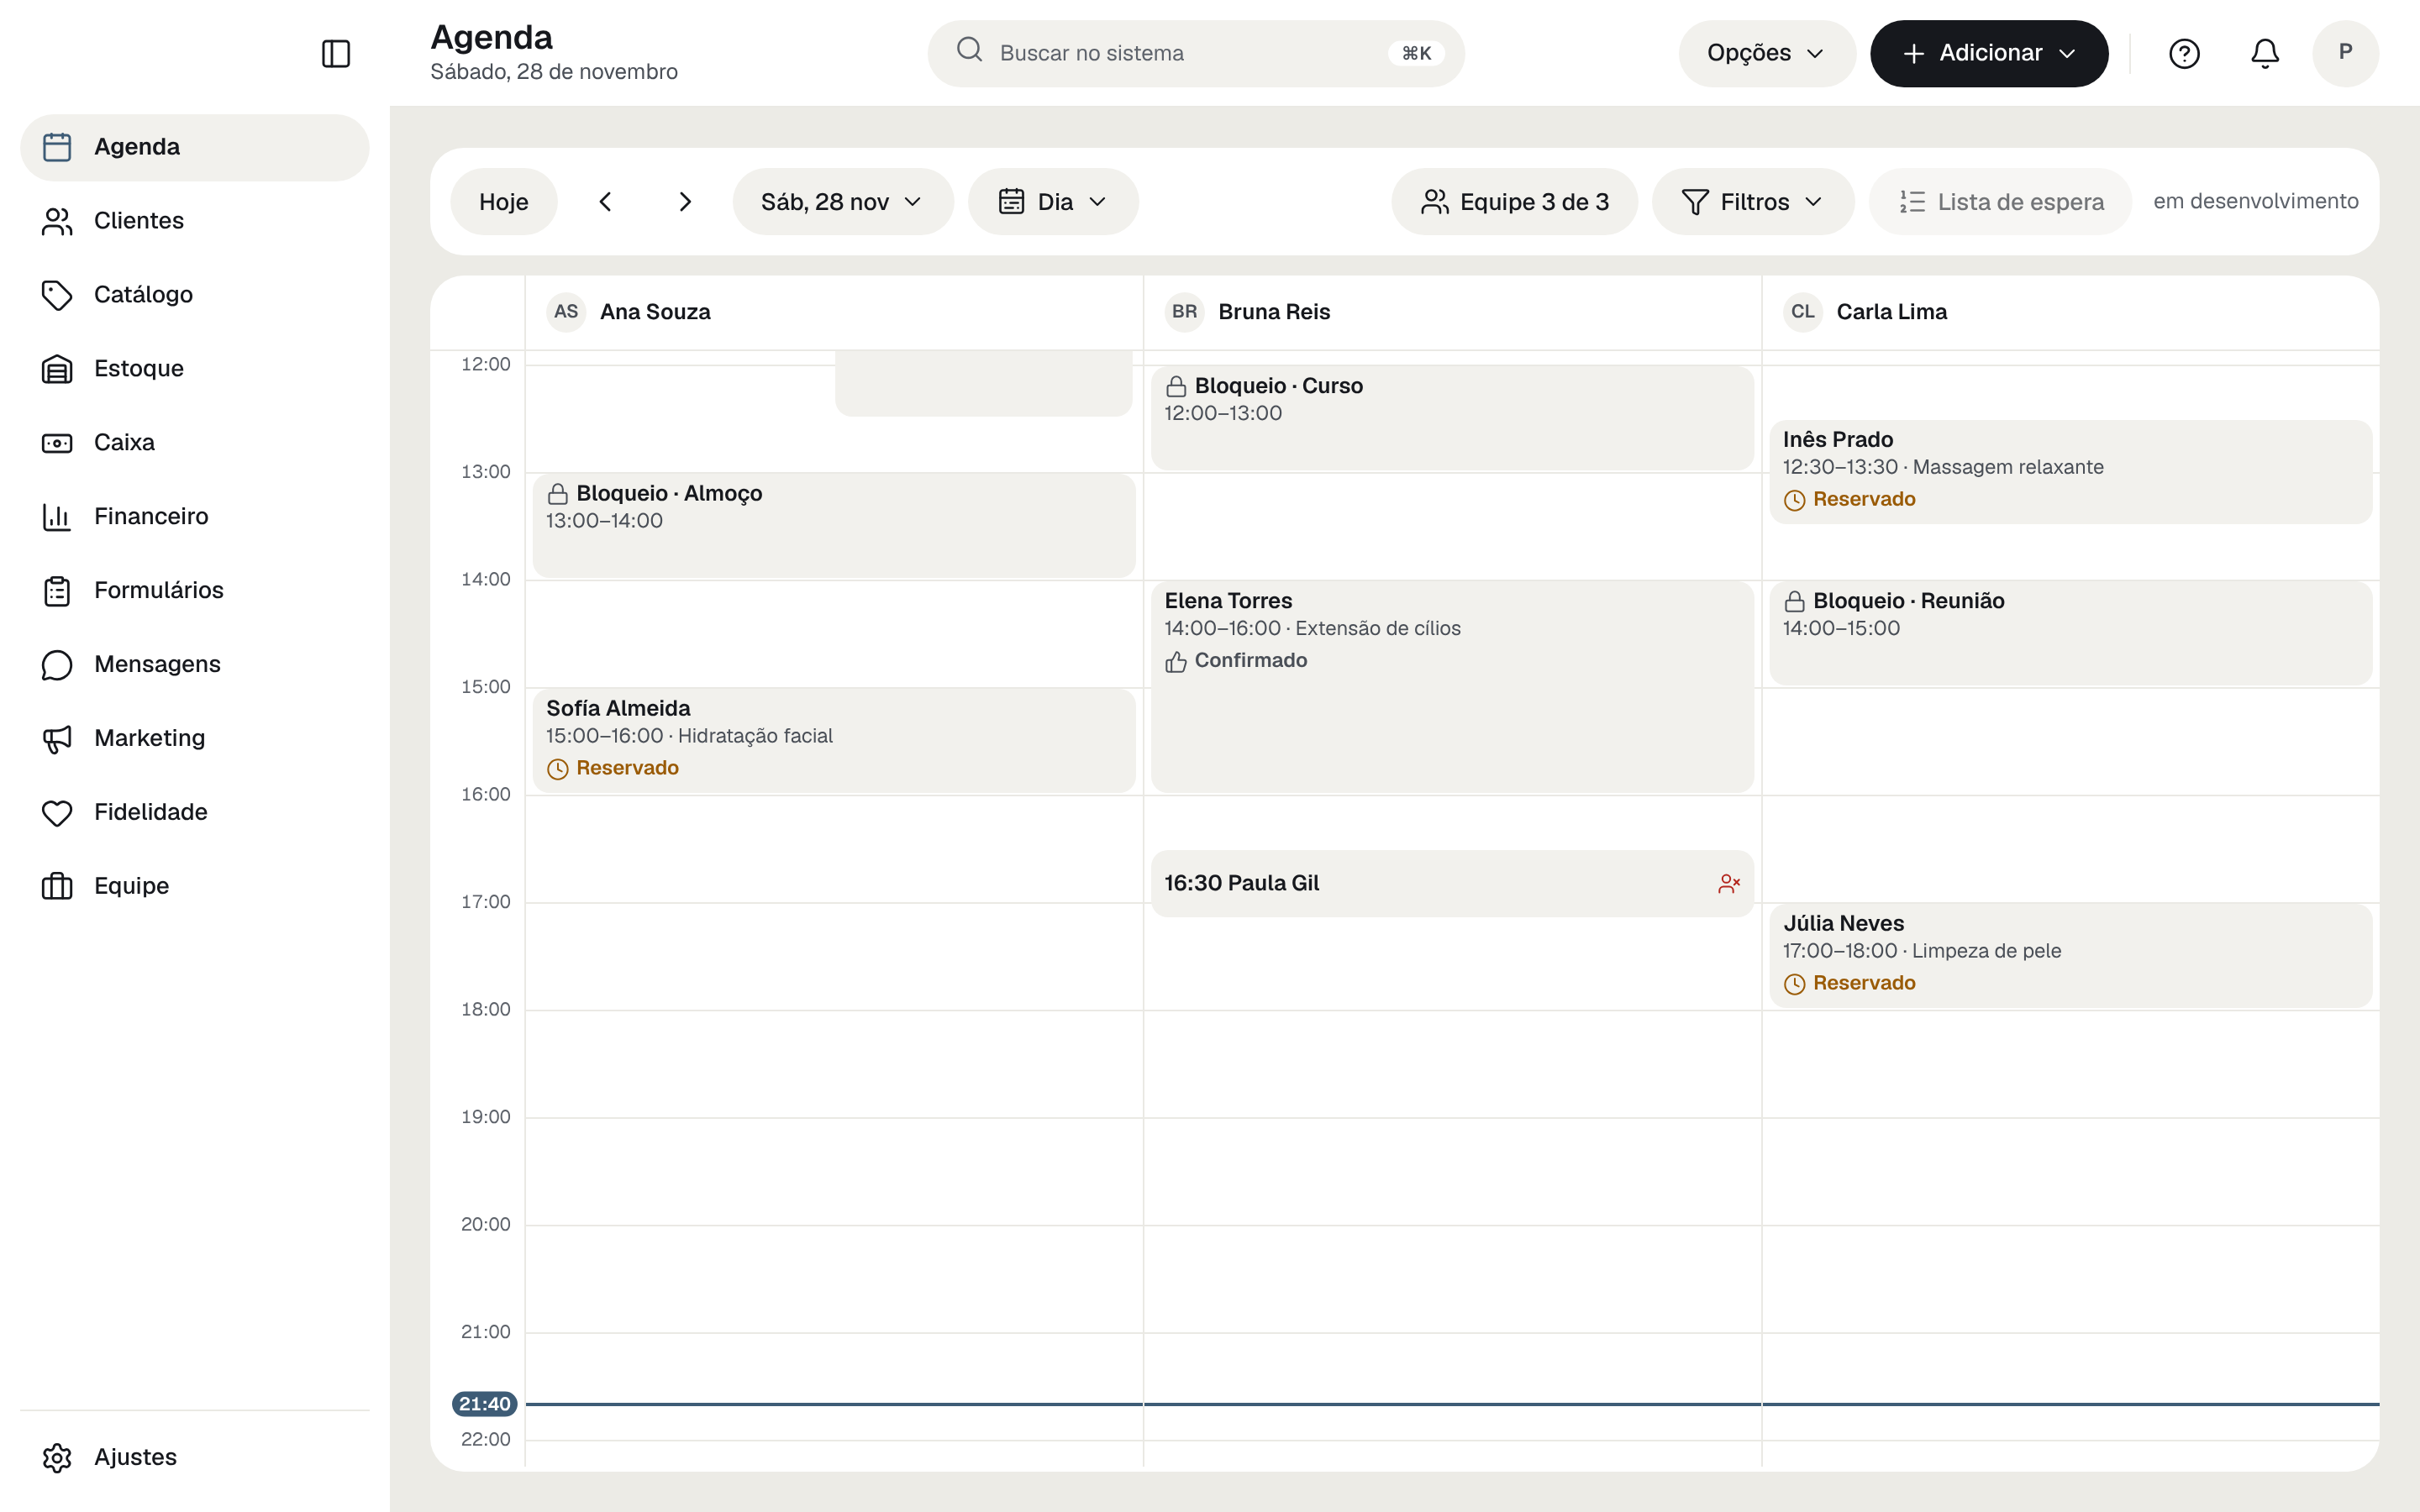 Agenda
Sábado, 28 de novembro
Buscar no sistema
⌘K
Opções
Adicionar
P
Agenda
Clientes
Catálogo
Estoque
Caixa
Financeiro
Formulários
Mensagens
Marketing
Fidelidade
Equipe
Ajustes
Hoje
Sáb, 28 nov
Dia
Equipe 3 de 3
Filtros
Lista de espera
em desenvolvimento
AS Ana Souza
BR Bruna Reis
CL Carla Lima
12:00
13:00
14:00
15:00
16:00
17:00
18:00
19:00
20:00
21:00
21:40
22:00
Bloqueio · Almoço
13:00–14:00
Sofía Almeida
15:00–16:00 · Hidratação facial
Reservado
Bloqueio · Curso
12:00–13:00
Elena Torres
14:00–16:00 · Extensão de cílios
Confirmado
16:30 Paula Gil
Inês Prado
12:30–13:30 · Massagem relaxante
Reservado
Bloqueio · Reunião
14:00–15:00
Júlia Neves
17:00–18:00 · Limpeza de pele
Reservado